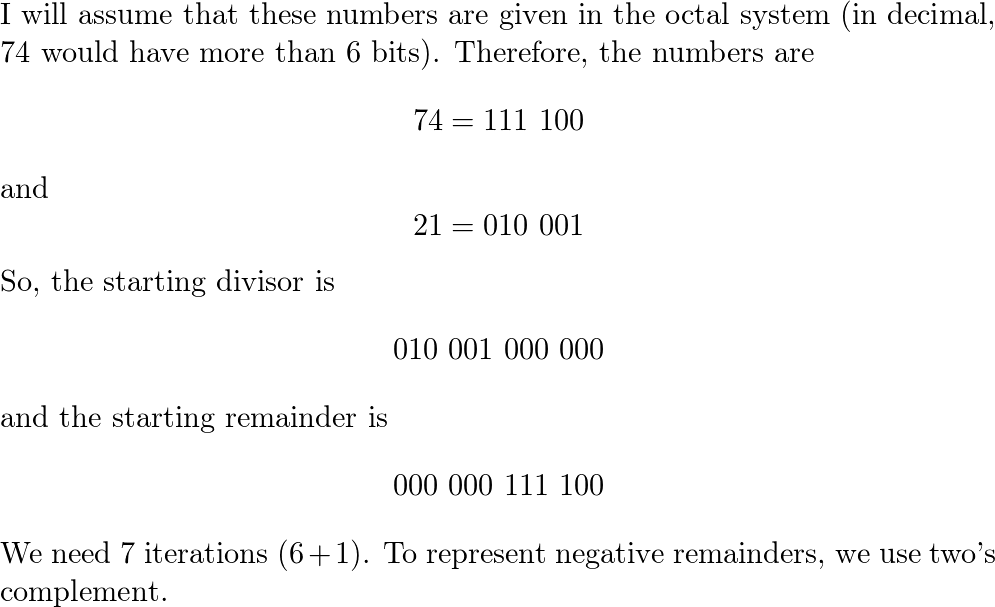 I will assume that these numbers are given in the octal system (in decimal,
74 would have more than 6 bits). Therefore, the numbers are
74 = 111 100
and
21 = 010 001
So, the starting divisor is
010 001 000 000
and the starting remainder is
000 000 111 100
We need 7 iterations (6 + 1). To represent negative remainders, we use two's
complement.